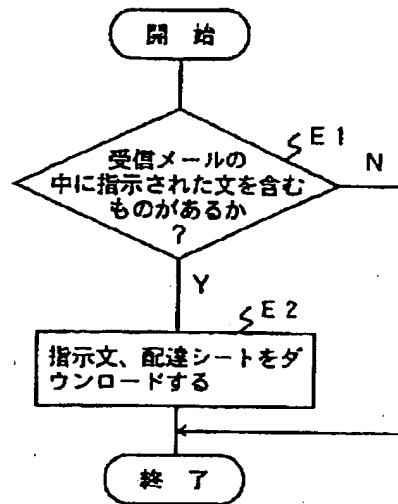 開始
E1
受信メールの
中に指示された文を含む
ものがあるか
?
N
Y
E2
指示文、配達シートをダ
ウンロードする
終了